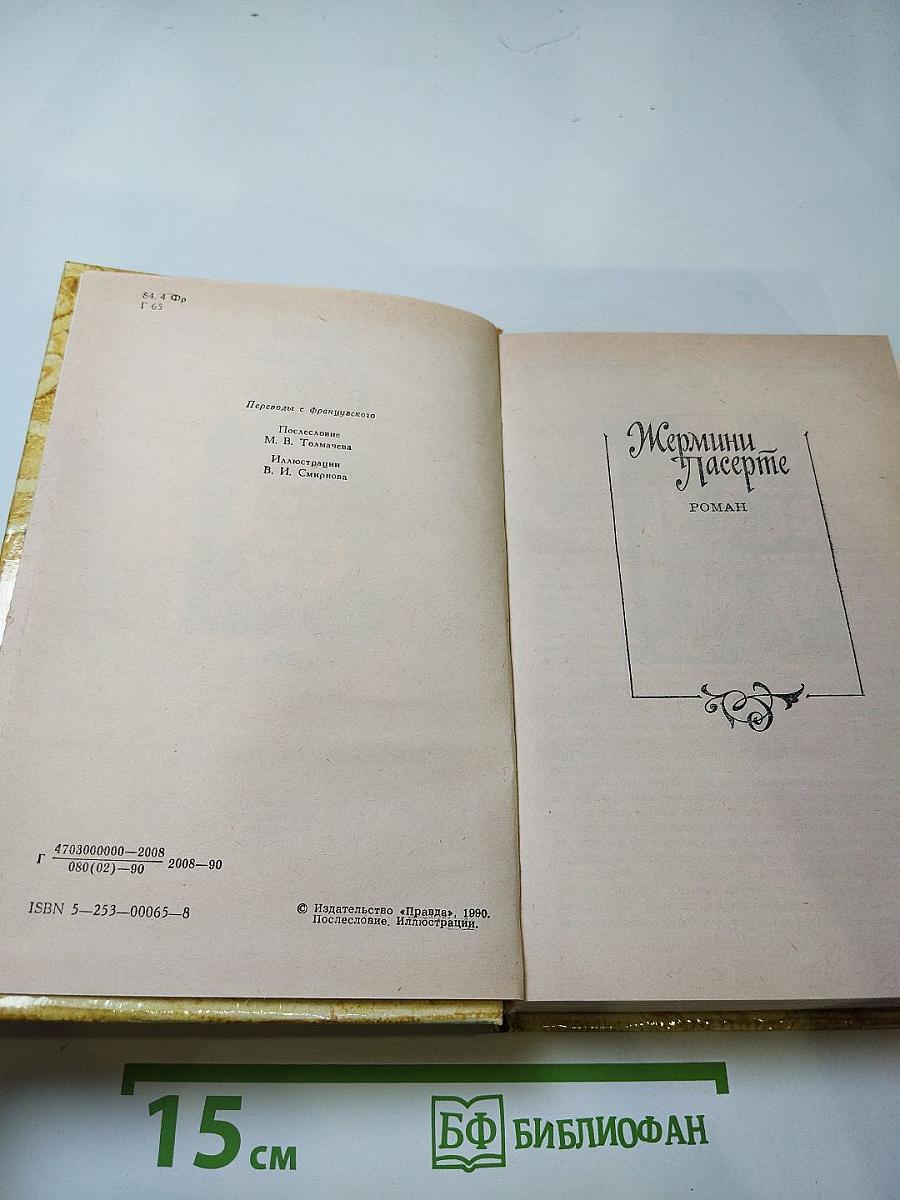 84. 4 Фр
Г 65
Переводы с французского
Послесловие
М. В. Толмачева
Иллюстрации
В. И. Смирнова
Г 4703000000—2008
080(02)—90 2008—90
ISBN 5—253—00065—8
© Издательство «Правда», 1990.
Послесловие. Иллюстрации.
Жермини
Ласерте
РОМАН
15 см
БФ БИБЛИОФАН